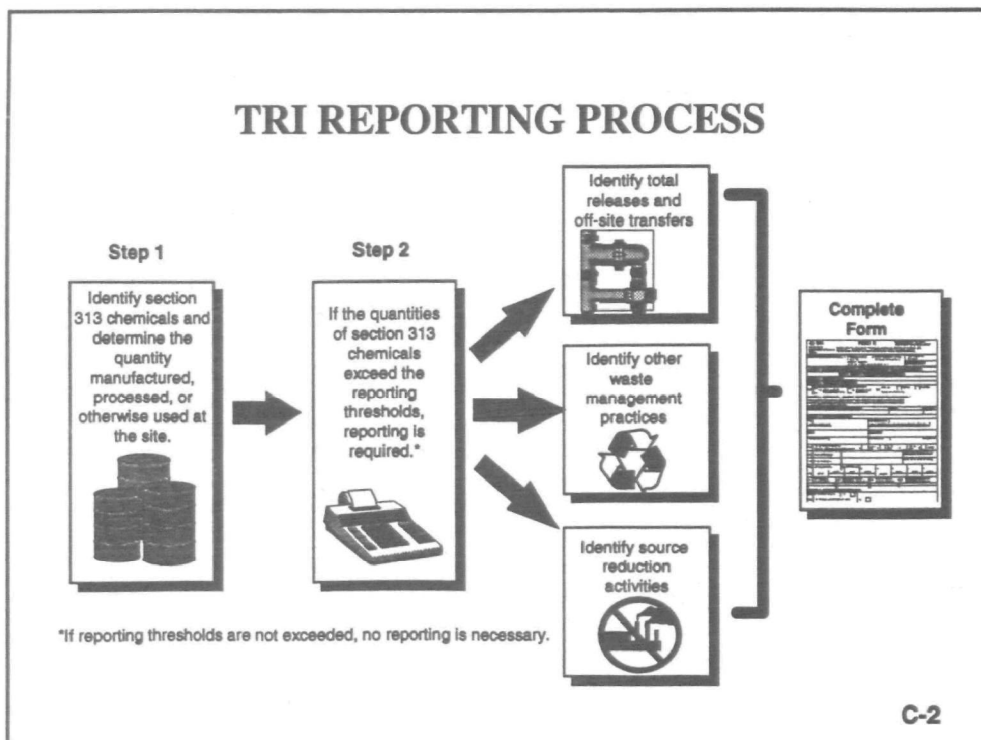 TRI REPORTING PROCESS
Step 1
Identify section
313 chemicals and
determine the
quantity
manufactured,
processed, or
otherwise used at
the site.
Step 2
If the quantities
of section 313
chemicals
exceed the
reporting
thresholds,
reporting is
required.*
Identify total
releases and
off-site transfers
Identify other
waste
management
practices
Identify source
reduction
activities
Complete
Form
*If reporting thresholds are not exceeded, no reporting is necessary.
C-2